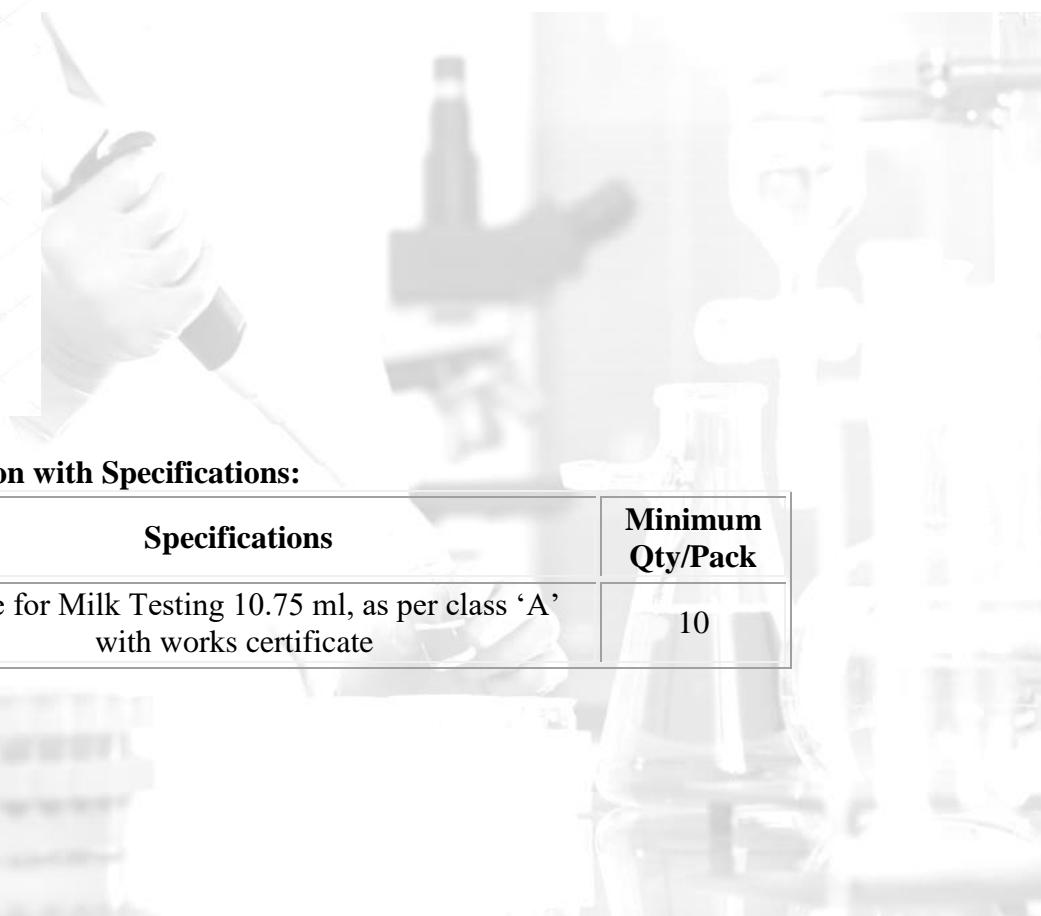 on with Specifications:
Specifications
Minimum
Qty/Pack
e for Milk Testing 10.75 ml, as per class ‘A’
with works certificate
10